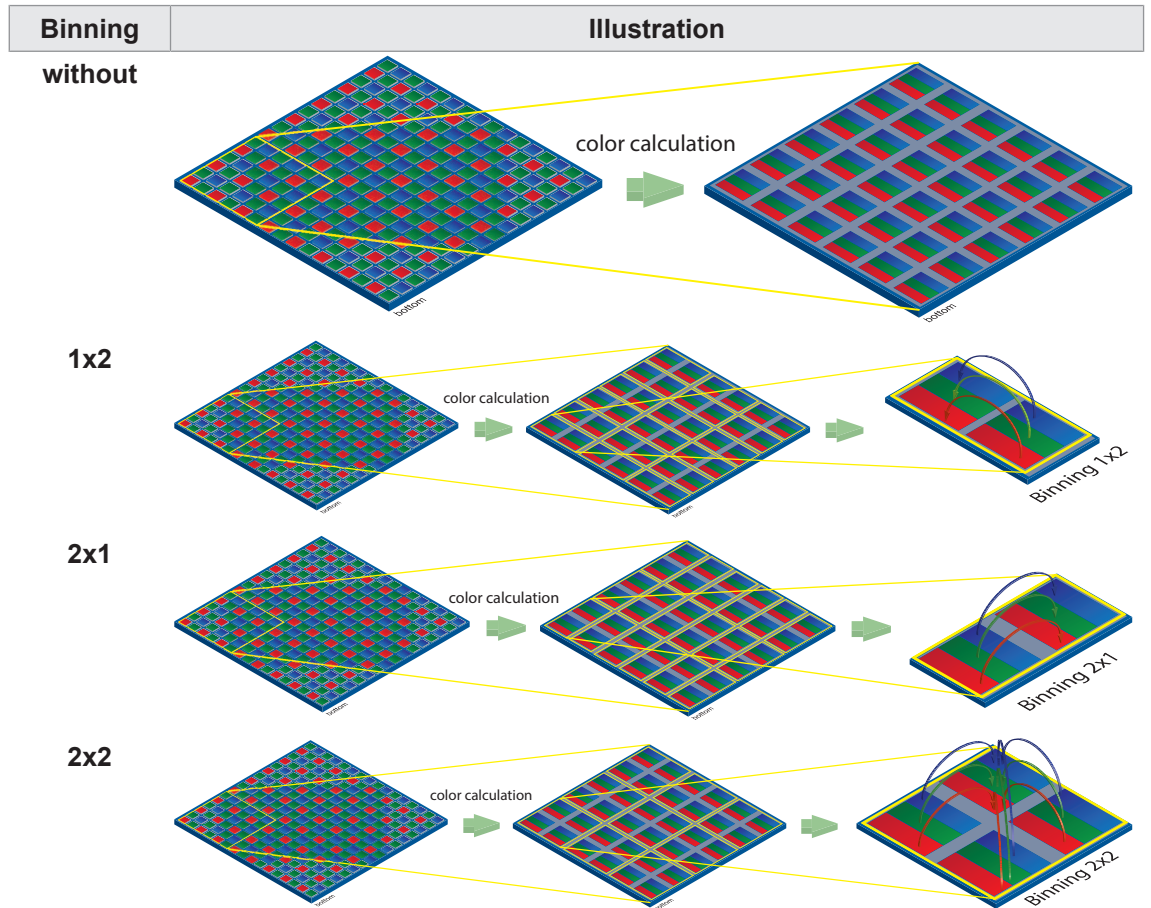 Binning Illustration
without
color calculation
bottom
bottom
1x2
color calculation
Binning 1x2
bottom
bottom
2x1
color calculation
Binning 2x1
bottom
bottom
2x2
color calculation
Binning 2x2
bottom
bottom